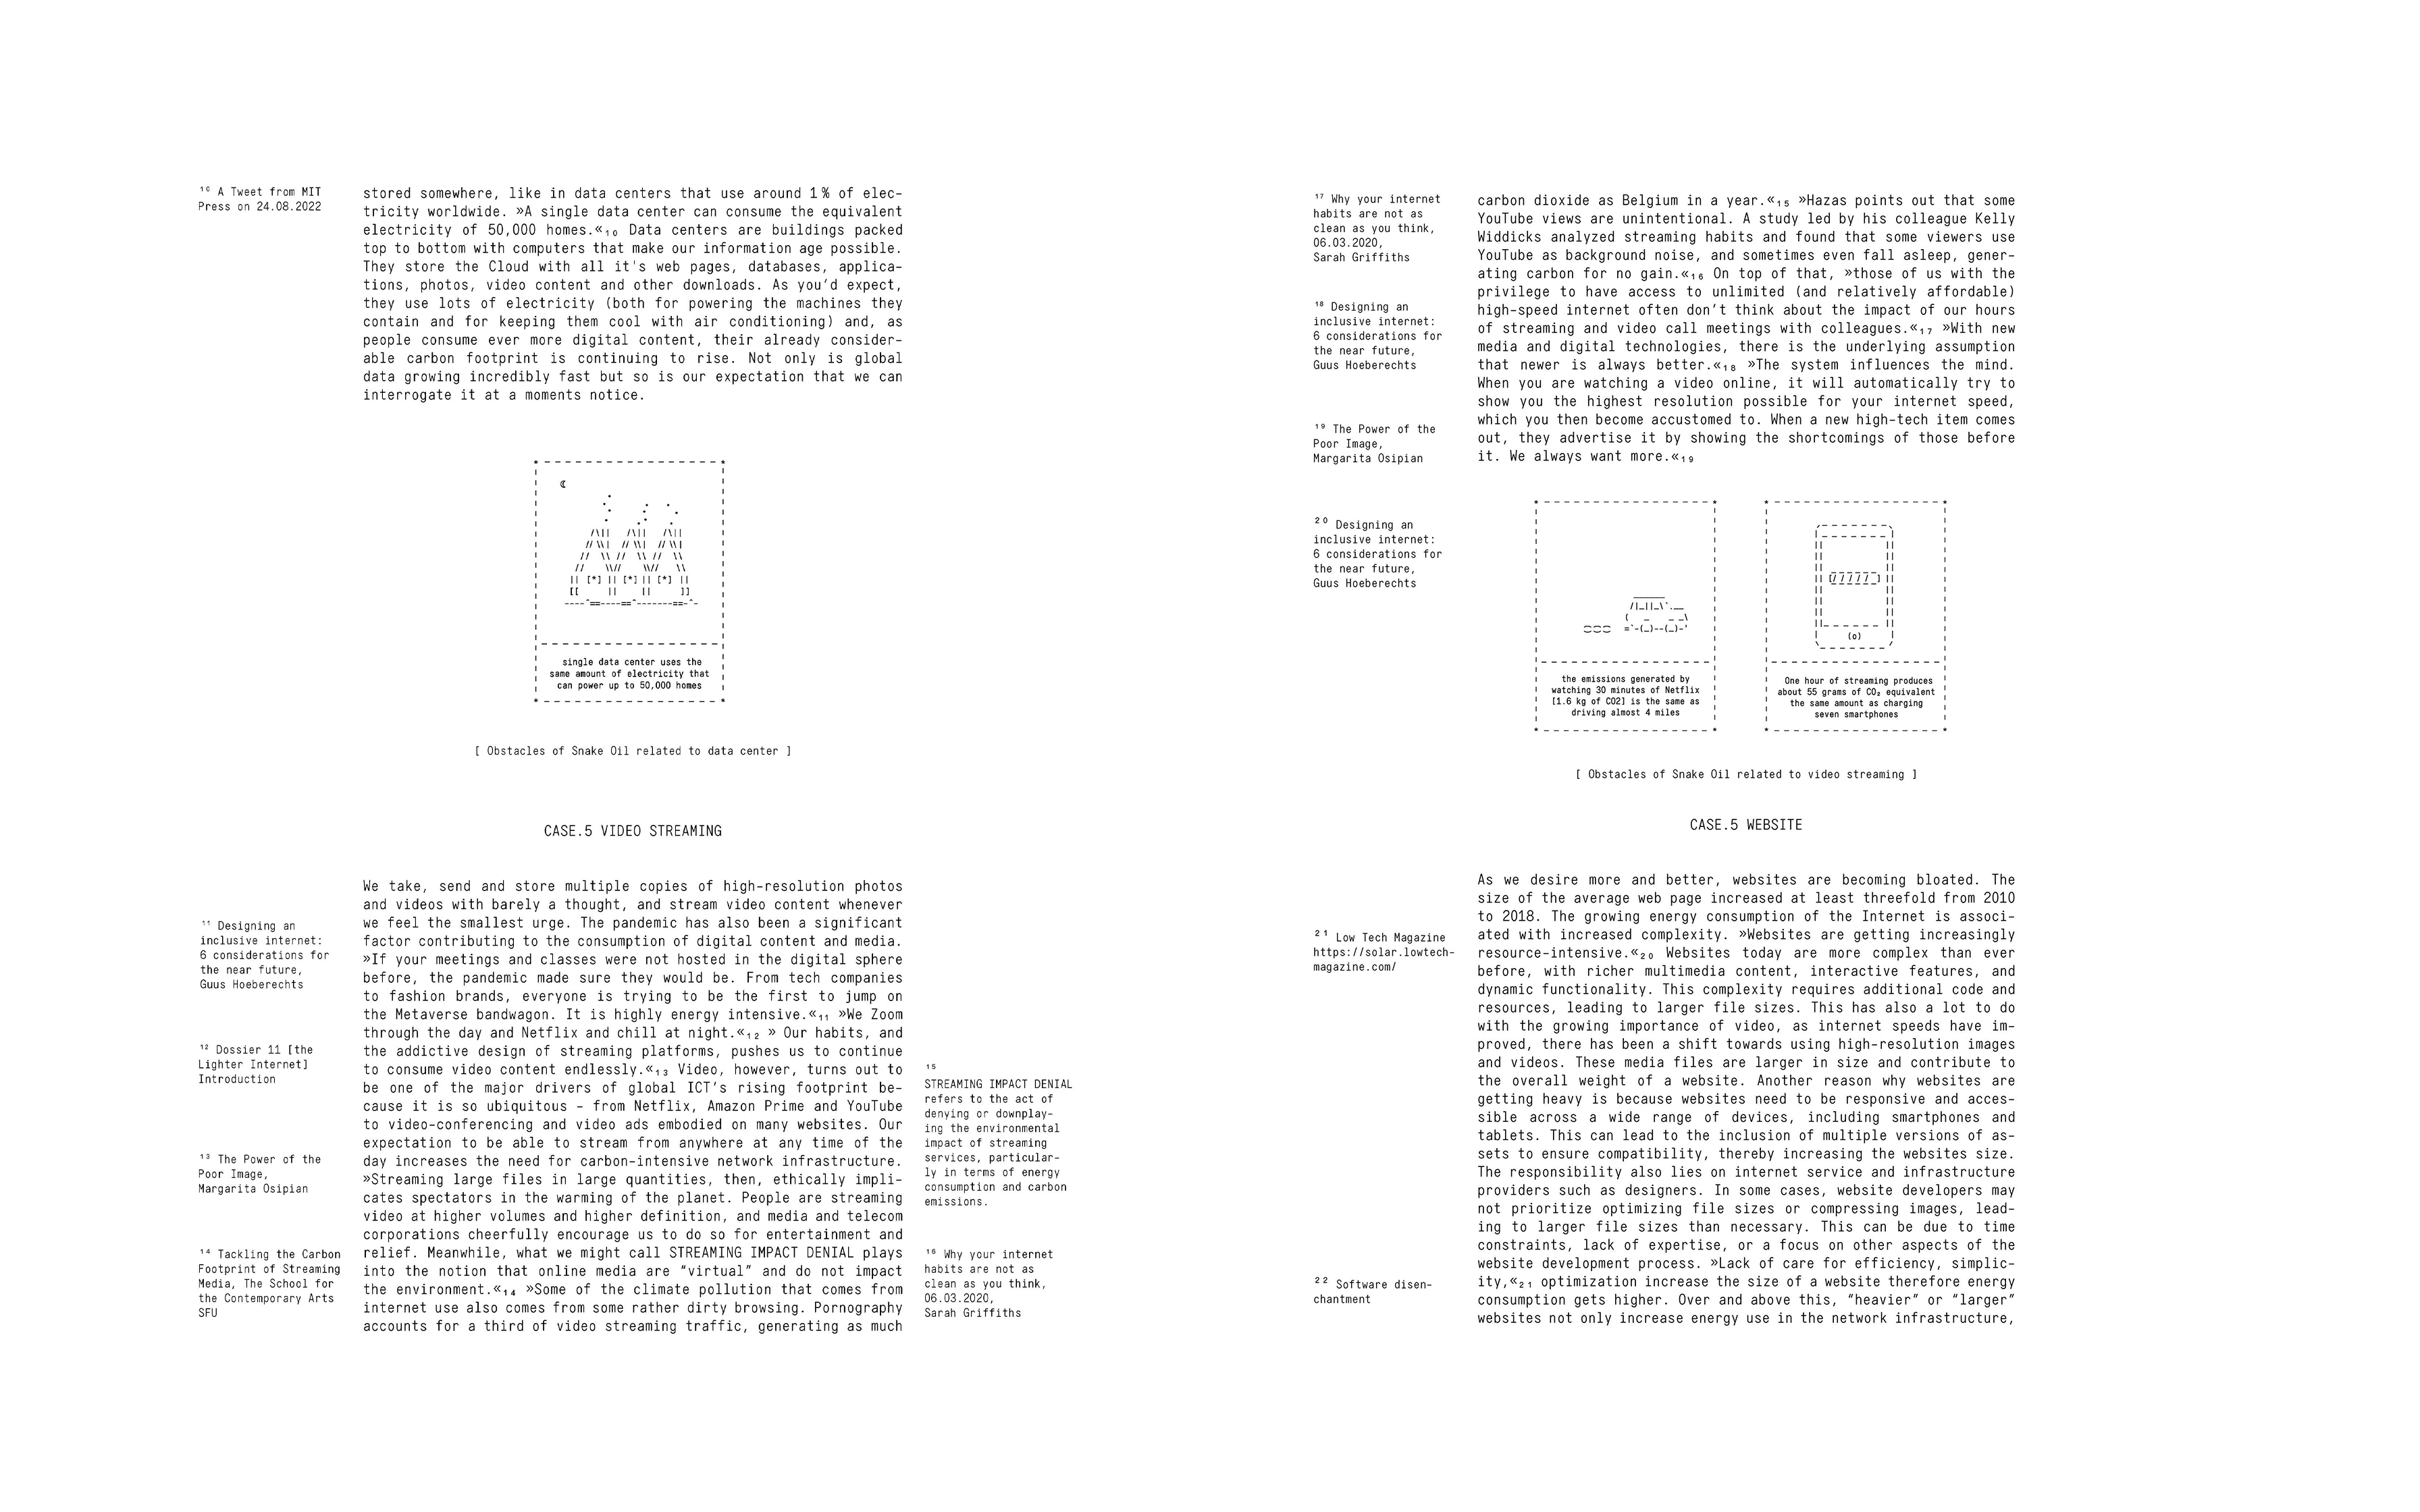 ¹⁰ A Tweet from MIT
Press on 24.08.2022
stored somewhere, like in data centers that use around 1% of elec-
tricity worldwide. »A single data center can consume the equivalent
electricity of 50,000 homes.«₁₀ Data centers are buildings packed
top to bottom with computers that make our information age possible.
They store the Cloud with all it's web pages, databases, applica-
tions, photos, video content and other downloads. As you'd expect,
they use lots of electricity (both for powering the machines they
contain and for keeping them cool with air conditioning) and, as
people consume ever more digital content, their already consider-
able carbon footprint is continuing to rise. Not only is global
data growing incredibly fast but so is our expectation that we can
interrogate it at a moments notice.
single data center uses the
same amount of electricity that
can power up to 50,000 homes
[ Obstacles of Snake Oil related to data center ]
CASE.5 VIDEO STREAMING
¹¹ Designing an
inclusive internet:
6 considerations for
the near future,
Guus Hoeberechts
¹² Dossier 11 [the
Lighter Internet]
Introduction
¹³ The Power of the
Poor Image,
Margarita Osipian
¹⁴ Tackling the Carbon
Footprint of Streaming
Media, The School for
the Contemporary Arts
SFU
We take, send and store multiple copies of high-resolution photos
and videos with barely a thought, and stream video content whenever
we feel the smallest urge. The pandemic has also been a significant
factor contributing to the consumption of digital content and media.
»If your meetings and classes were not hosted in the digital sphere
before, the pandemic made sure they would be. From tech companies
to fashion brands, everyone is trying to be the first to jump on
the Metaverse bandwagon. It is highly energy intensive.«₁₁ »We Zoom
through the day and Netflix and chill at night.«₁₂ » Our habits, and
the addictive design of streaming platforms, pushes us to continue
to consume video content endlessly.«₁₃ Video, however, turns out to
be one of the major drivers of global ICT's rising footprint be-
cause it is so ubiquitous – from Netflix, Amazon Prime and YouTube
to video-conferencing and video ads embodied on many websites. Our
expectation to be able to stream from anywhere at any time of the
day increases the need for carbon-intensive network infrastructure.
»Streaming large files in large quantities, then, ethically impli-
cates spectators in the warming of the planet. People are streaming
video at higher volumes and higher definition, and media and telecom
corporations cheerfully encourage us to do so for entertainment and
relief. Meanwhile, what we might call STREAMING IMPACT DENIAL plays
into the notion that online media are “virtual” and do not impact
the environment.«₁₄ »Some of the climate pollution that comes from
internet use also comes from some rather dirty browsing. Pornography
accounts for a third of video streaming traffic, generating as much
¹⁵
STREAMING IMPACT DENIAL
refers to the act of
denying or downplay-
ing the environmental
impact of streaming
services, particular-
ly in terms of energy
consumption and carbon
emissions.
¹⁶ Why your internet
habits are not as
clean as you think,
06.03.2020,
Sarah Griffiths
¹⁷ Why your internet
habits are not as
clean as you think,
06.03.2020,
Sarah Griffiths
¹⁸ Designing an
inclusive internet:
6 considerations for
the near future,
Guus Hoeberechts
¹⁹ The Power of the
Poor Image,
Margarita Osipian
²⁰ Designing an
inclusive internet:
6 considerations for
the near future,
Guus Hoeberechts
carbon dioxide as Belgium in a year.«₁₅ »Hazas points out that some
YouTube views are unintentional. A study led by his colleague Kelly
Widdicks analyzed streaming habits and found that some viewers use
YouTube as background noise, and sometimes even fall asleep, gener-
ating carbon for no gain.«₁₆ On top of that, »those of us with the
privilege to have access to unlimited (and relatively affordable)
high-speed internet often don't think about the impact of our hours
of streaming and video call meetings with colleagues.«₁₇ »With new
media and digital technologies, there is the underlying assumption
that newer is always better.«₁₈ »The system influences the mind.
When you are watching a video online, it will automatically try to
show you the highest resolution possible for your internet speed,
which you then become accustomed to. When a new high-tech item comes
out, they advertise it by showing the shortcomings of those before
it. We always want more.«₁₉
the emissions generated by
watching 30 minutes of Netflix
[1.6 kg of CO2] is the same as
driving almost 4 miles
One hour of streaming produces
about 55 grams of CO₂ equivalent
the same amount as charging
seven smartphones
[ Obstacles of Snake Oil related to video streaming ]
CASE.5 WEBSITE
²¹ Low Tech Magazine
https://solar.lowtech-
magazine.com/
²² Software disen-
chantment
As we desire more and better, websites are becoming bloated. The
size of the average web page increased at least threefold from 2010
to 2018. The growing energy consumption of the Internet is associ-
ated with increased complexity. »Websites are getting increasingly
resource-intensive.«₂₀ Websites today are more complex than ever
before, with richer multimedia content, interactive features, and
dynamic functionality. This complexity requires additional code and
resources, leading to larger file sizes. This has also a lot to do
with the growing importance of video, as internet speeds have im-
proved, there has been a shift towards using high-resolution images
and videos. These media files are larger in size and contribute to
the overall weight of a website. Another reason why websites are
getting heavy is because websites need to be responsive and acces-
sible across a wide range of devices, including smartphones and
tablets. This can lead to the inclusion of multiple versions of as-
sets to ensure compatibility, thereby increasing the websites size.
The responsibility also lies on internet service and infrastructure
providers such as designers. In some cases, website developers may
not prioritize optimizing file sizes or compressing images, lead-
ing to larger file sizes than necessary. This can be due to time
constraints, lack of expertise, or a focus on other aspects of the
website development process. »Lack of care for efficiency, simplic-
ity,«₂₁ optimization increase the size of a website therefore energy
consumption gets higher. Over and above this, “heavier” or “larger”
websites not only increase energy use in the network infrastructure,